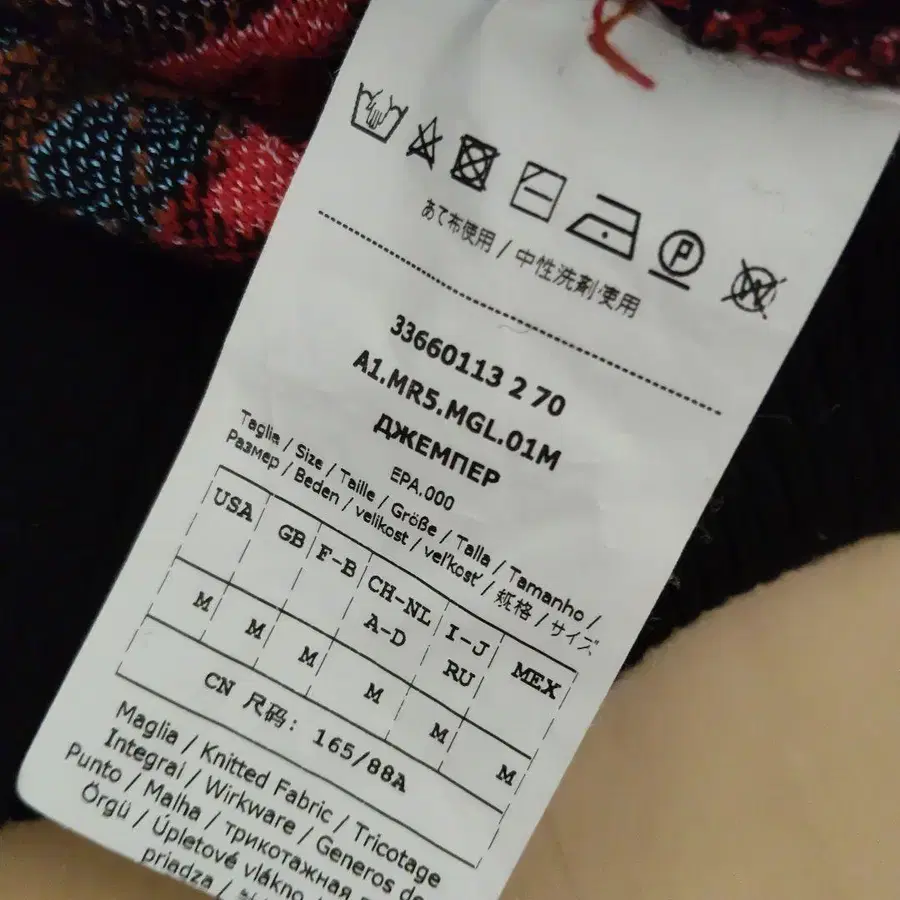 あて布使用 / 中性洗剤使用
33660113 2 70
A1.MR5.MGL.01M
ДЖЕМПЕР
EPA.000
Taglia / Size / Taille / Größe / Talla / Tamanho /
Размер / Beden / velikost / veľkosť / 规格 / サイズ
USA GB F-B CH-NL A-D I-J RU MEX
M M M M M M
CN 尺码: 165/88A
Maglia / Knitted Fabric / Tricotage
Integral / Wirkware / Generos de
Punto / Malha / трикотажная
Örgü / Úpletové vlákno
priadza /